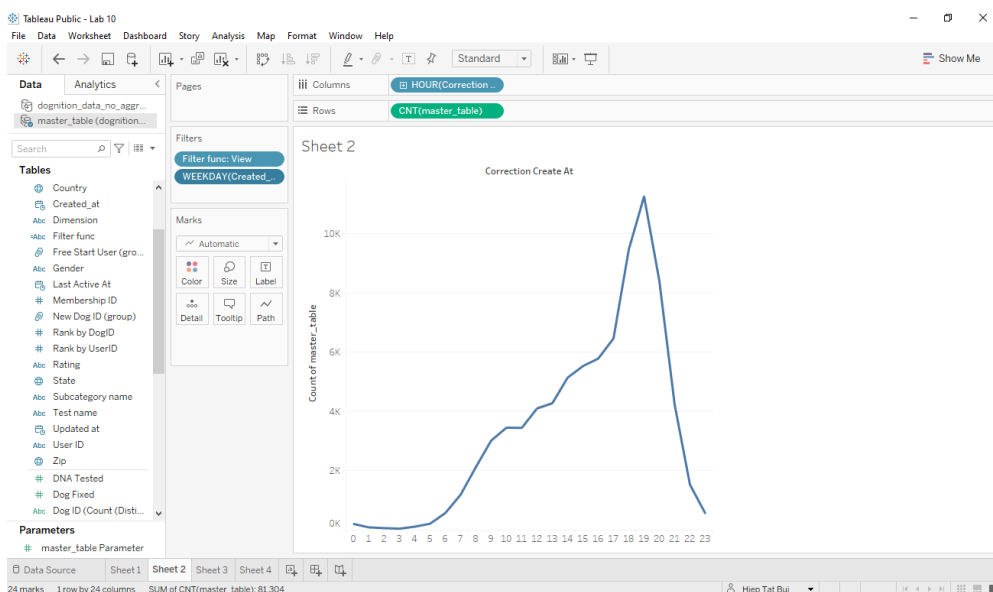 Tableau Public - Lab 10
File Data Worksheet Dashboard Story Analysis Map Format Window Help
Standard
Show Me
Data Analytics
dognition_data_no_aggr...
master_table (dognition...
Search
Tables
Country
Created_at
Abc Dimension
=Abc Filter func
Free Start User (gro...
Abc Gender
Last Active At
# Membership ID
New Dog ID (group)
# Rank by DogID
# Rank by UserID
Abc Rating
State
Abc Subcategory name
Abc Test name
Updated at
Abc User ID
Zip
# DNA Tested
# Dog Fixed
Abc Dog ID (Count (Disti...
Parameters
# master_table Parameter
Pages
Filters
Filter func: View
WEEKDAY(Created_..
Marks
Automatic
Color Size Label
Detail Tooltip Path
Columns
HOUR(Correction ..
Rows
CNT(master_table)
Sheet 2
Correction Create At
Count of master_table
10K
8K
6K
4K
2K
0K
0 1 2 3 4 5 6 7 8 9 10 11 12 13 14 15 16 17 18 19 20 21 22 23
Data Source Sheet 1 Sheet 2 Sheet 3 Sheet 4
24 marks 1 row by 24 columns SUM of CNT(master_table): 81,304
Hiep Tat Bui